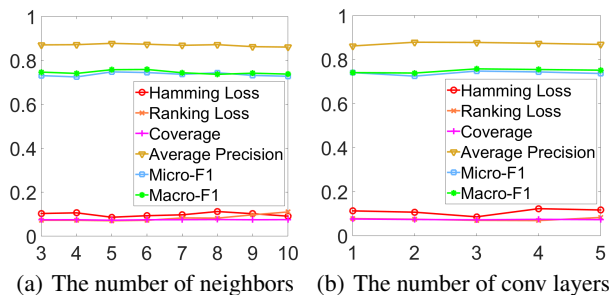 1
0.8
0.6
0.4
0.2
0
3 4 5 6 7 8 9 10
Hamming Loss
Ranking Loss
Coverage
Average Precision
Micro-F1
Macro-F1
(a) The number of neighbors
1
0.8
0.6
0.4
0.2
0
1 2 3 4 5
Hamming Loss
Ranking Loss
Coverage
Average Precision
Micro-F1
Macro-F1
(b) The number of conv layers